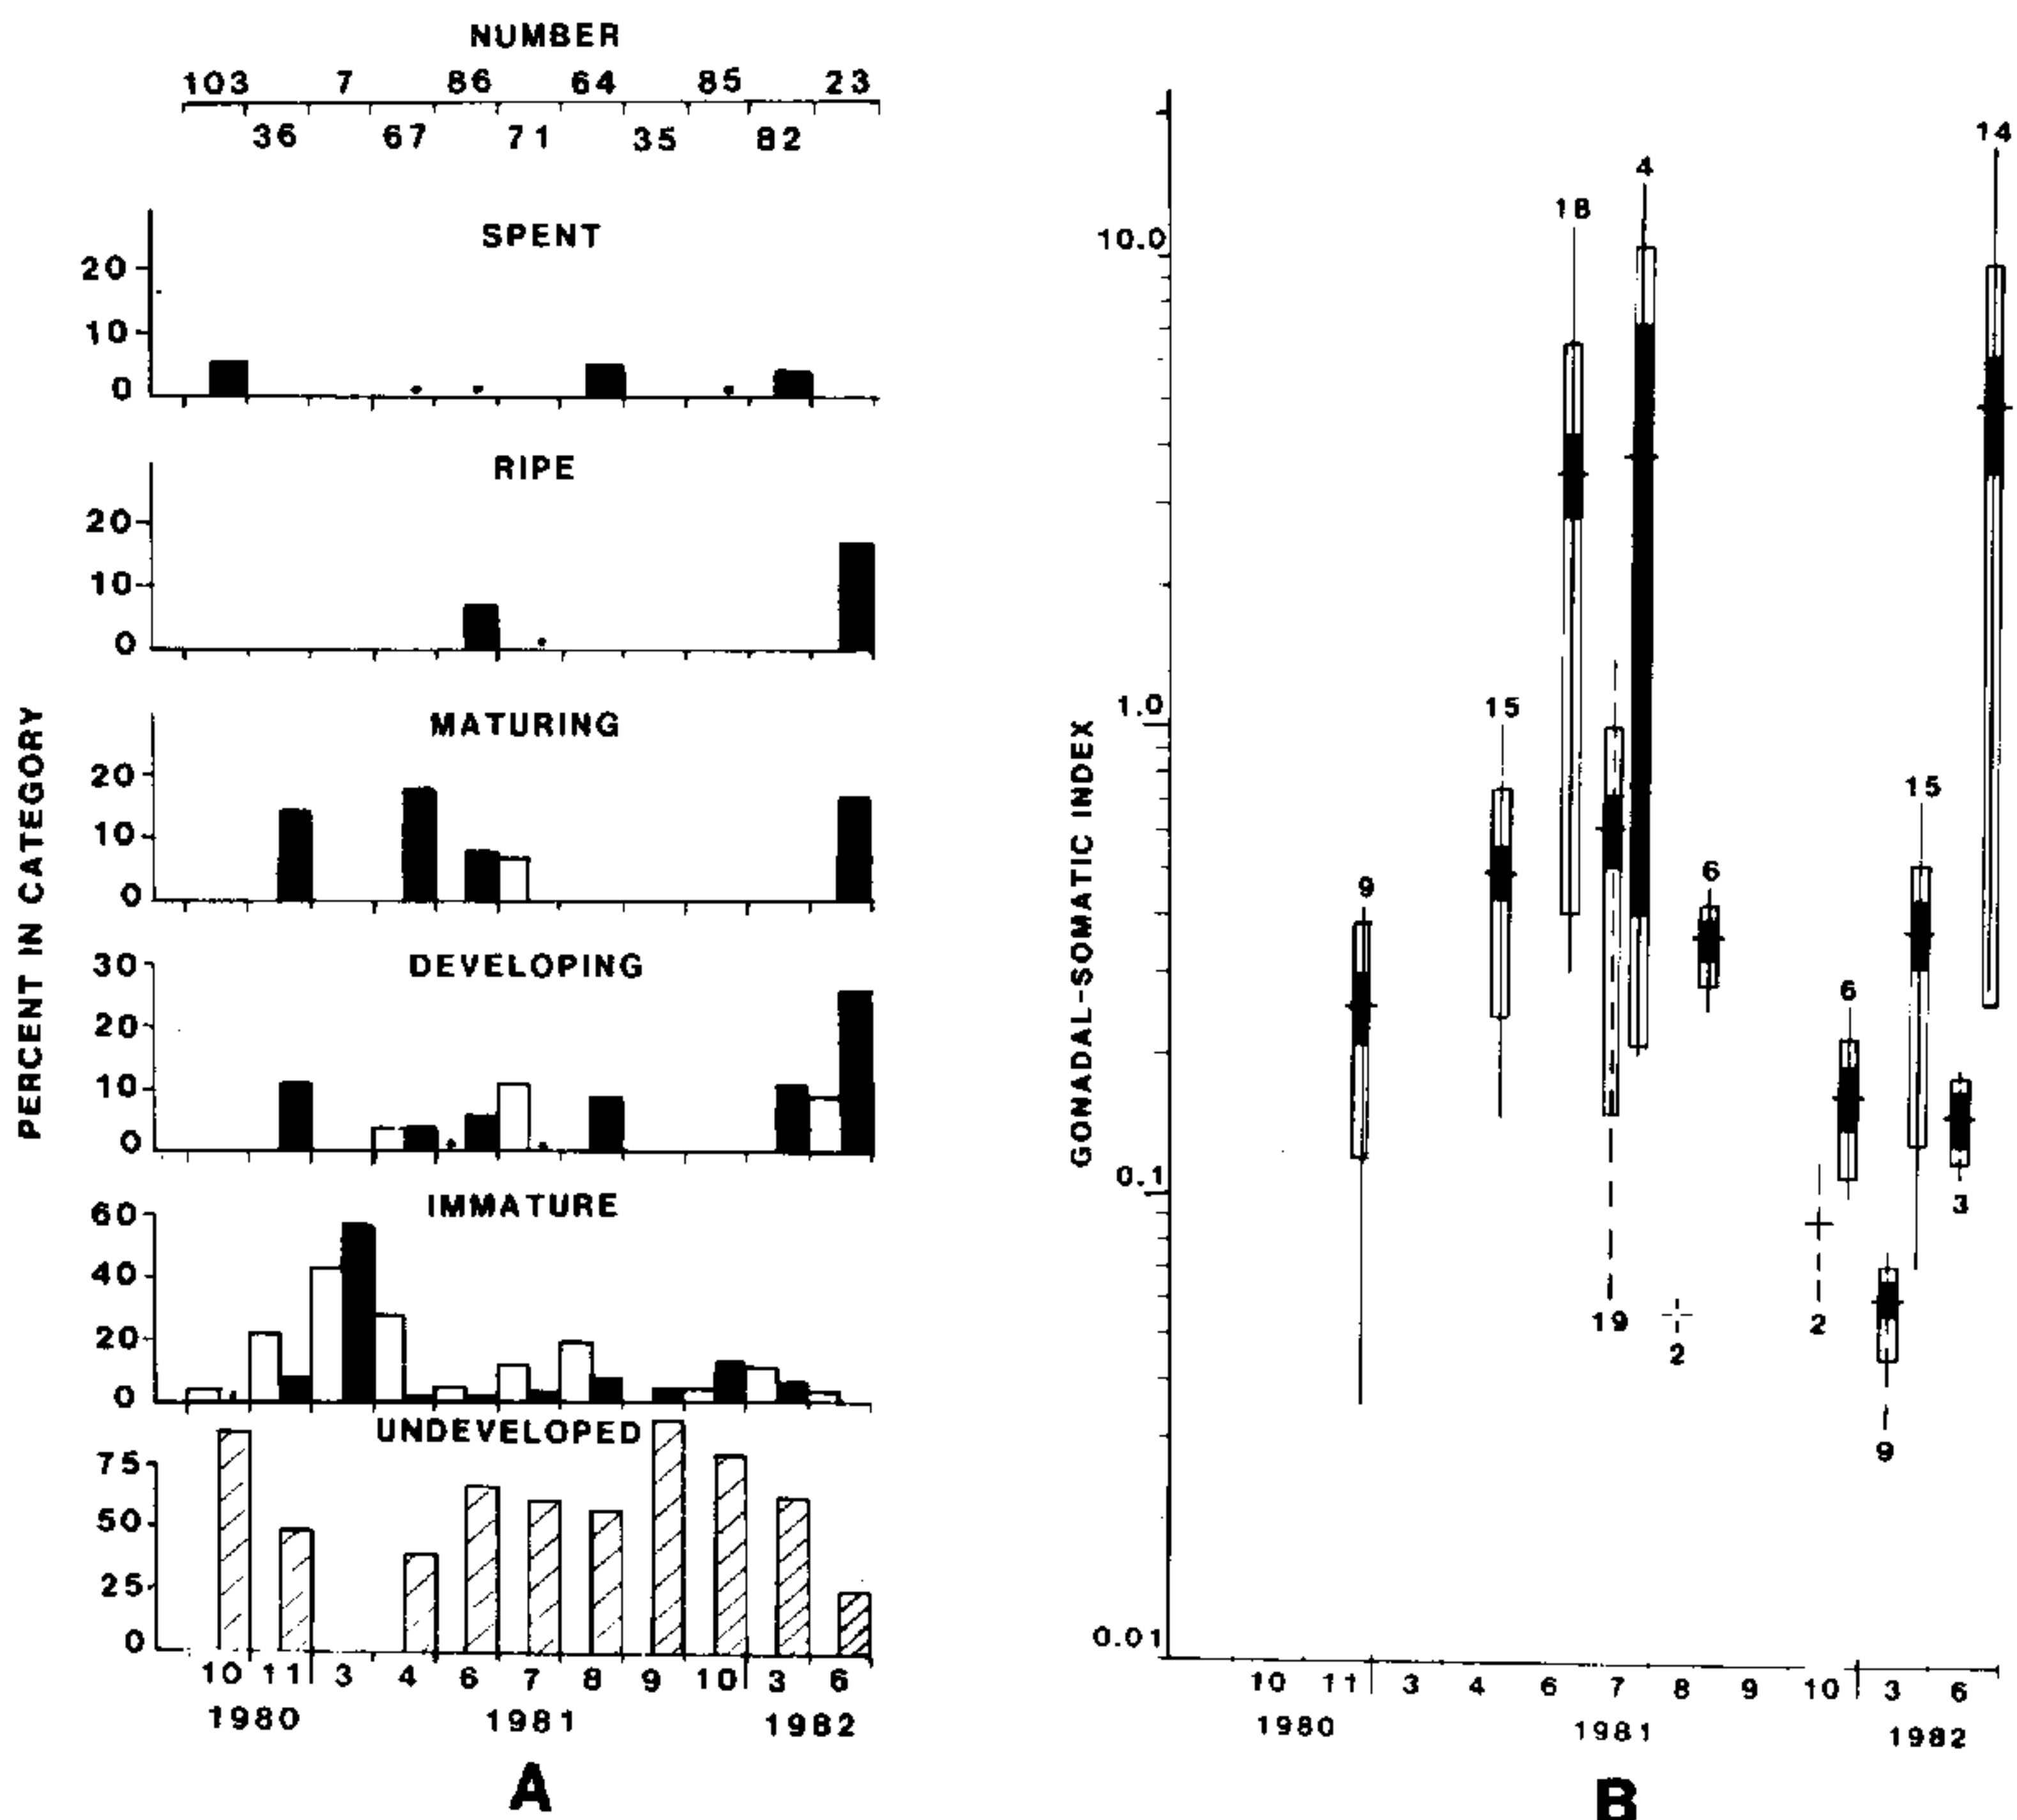 NUMBER
103 7 86 64 85 23
36 67 71 35 82
SPENT
20
10
0
RIPE
20
10
0
MATURING
20
10
0
DEVELOPING
30
20
10
0
IMMATURE
60
40
20
0
UNDEVELOPED
75
50
25
0
PERCENT IN CATEGORY
10 11 3 4 6 7 8 9 10 3 6
1980 1981 1982
A
GONADAL-SOMATIC INDEX
10.0
1.0
0.1
0.01
14
4
18
15
15
9
6
6
3
19
2
2
9
10 11 3 4 6 7 8 9 10 3 6
1980 1981 1982
B